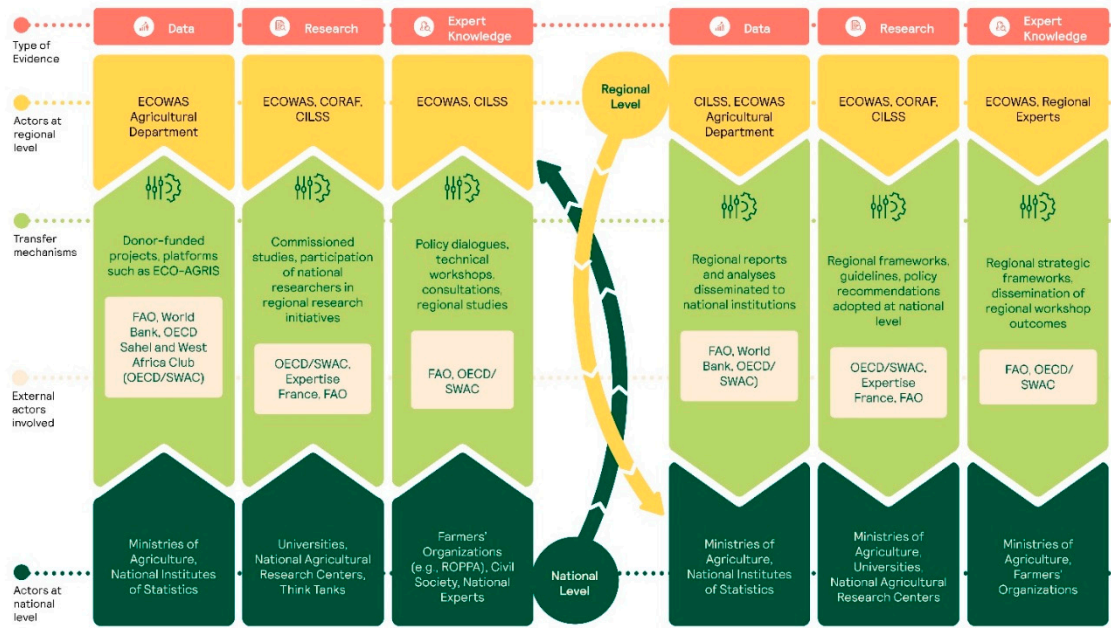 Type of
Evidence
Data
Research
Expert
Knowledge
Data
Research
Expert
Knowledge
Actors at
regional
level
ECOWAS
Agricultural
Department
ECOWAS, CORAF,
CILSS
ECOWAS, CILSS
Regional
Level
CILSS, ECOWAS
Agricultural
Department
ECOWAS, CORAF,
CILSS
ECOWAS, Regional
Experts
Transfer
mechanisms
Donor-funded
projects, platforms
such as ECO-AGRIS
Commissioned
studies, participation
of national
researchers in
regional research
initiatives
Policy dialogues,
technical
workshops,
consultations,
regional studies
Regional reports
and analyses
disseminated to
national institutions
Regional frameworks,
guidelines, policy
recommendations
adopted at national
level
Regional strategic
frameworks,
dissemination of
regional workshop
outcomes
External
actors
involved
FAO, World
Bank, OECD
Sahel and West
Africa Club
(OECD/SWAC)
OECD/SWAC,
Expertise
France, FAO
FAO, OECD/
SWAC
FAO, World
Bank, OECD/
SWAC)
OECD/SWAC,
Expertise
France, FAO
FAO, OECD/
SWAC
Actors at
national
level
Ministries of
Agriculture,
National Institutes
of Statistics
Universities,
National Agricultural
Research Centers,
Think Tanks
Farmers'
Organizations
(e.g., ROPPA), Civil
Society, National
Experts
National
Level
Ministries of
Agriculture,
National Institutes
of Statistics
Ministries of
Agriculture,
Universities,
National Agricultural
Research Centers
Ministries of
Agriculture,
Farmers'
Organizations